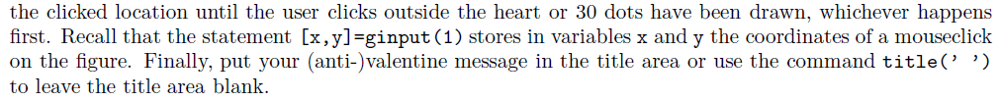 the clicked location until the user clicks outside the heart or 30 dots have been drawn, whichever happens
first. Recall that the statement [x,y]=ginput(1) stores in variables x and y the coordinates of a mouseclick
on the figure. Finally, put your (anti-)valentine message in the title area or use the command title(’ ’)
to leave the title area blank.